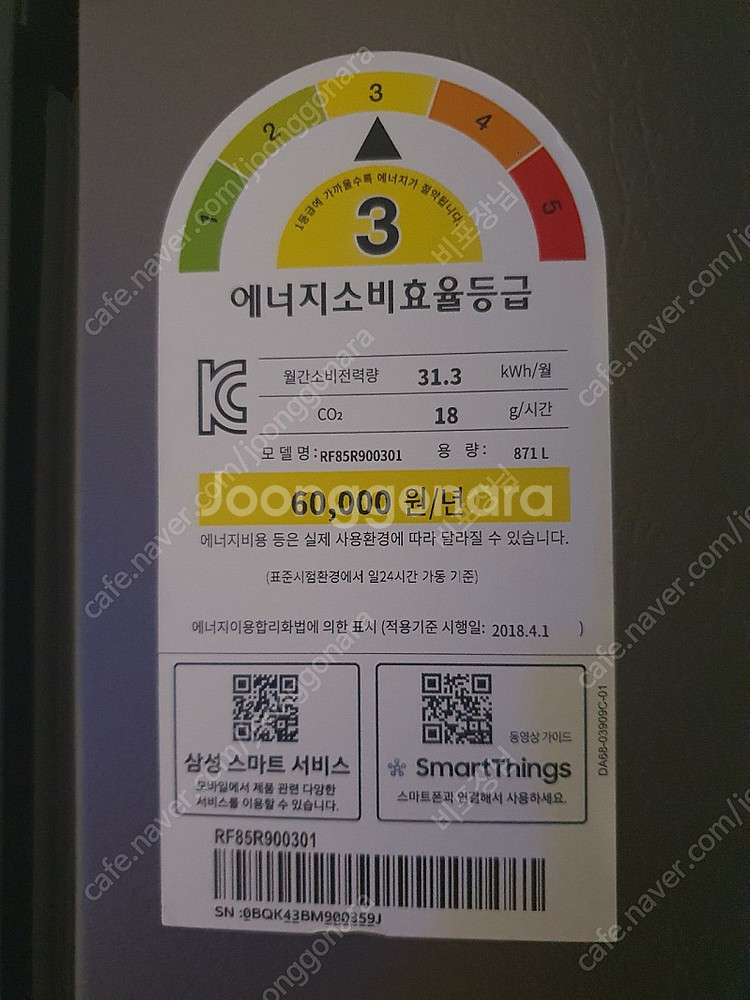 1
2
3
4
5
1등급에 가까울수록 에너지가 절약됩니다.
3
에너지소비효율등급
월간소비전력량 31.3 kWh/월
CO₂ 18 g/시간
모 델 명 : RF85R900301 용 량 : 871 L
60,000 원/년
Joonggonara
에너지비용 등은 실제 사용환경에 따라 달라질 수 있습니다.
(표준시험환경에서 일24시간 가동 기준)
에너지이용합리화법에 의한 표시 (적용기준 시행일: 2018.4.1 )
삼성 스마트 서비스
모바일에서 제품 관련 다양한
서비스를 이용할 수 있습니다.
동영상 가이드
SmartThings
스마트폰과 연결해서 사용하세요.
DA68-03909C-01
RF85R900301
SN :0BQK43BM900359J
cafe.naver.com/joonggonara
비포장님